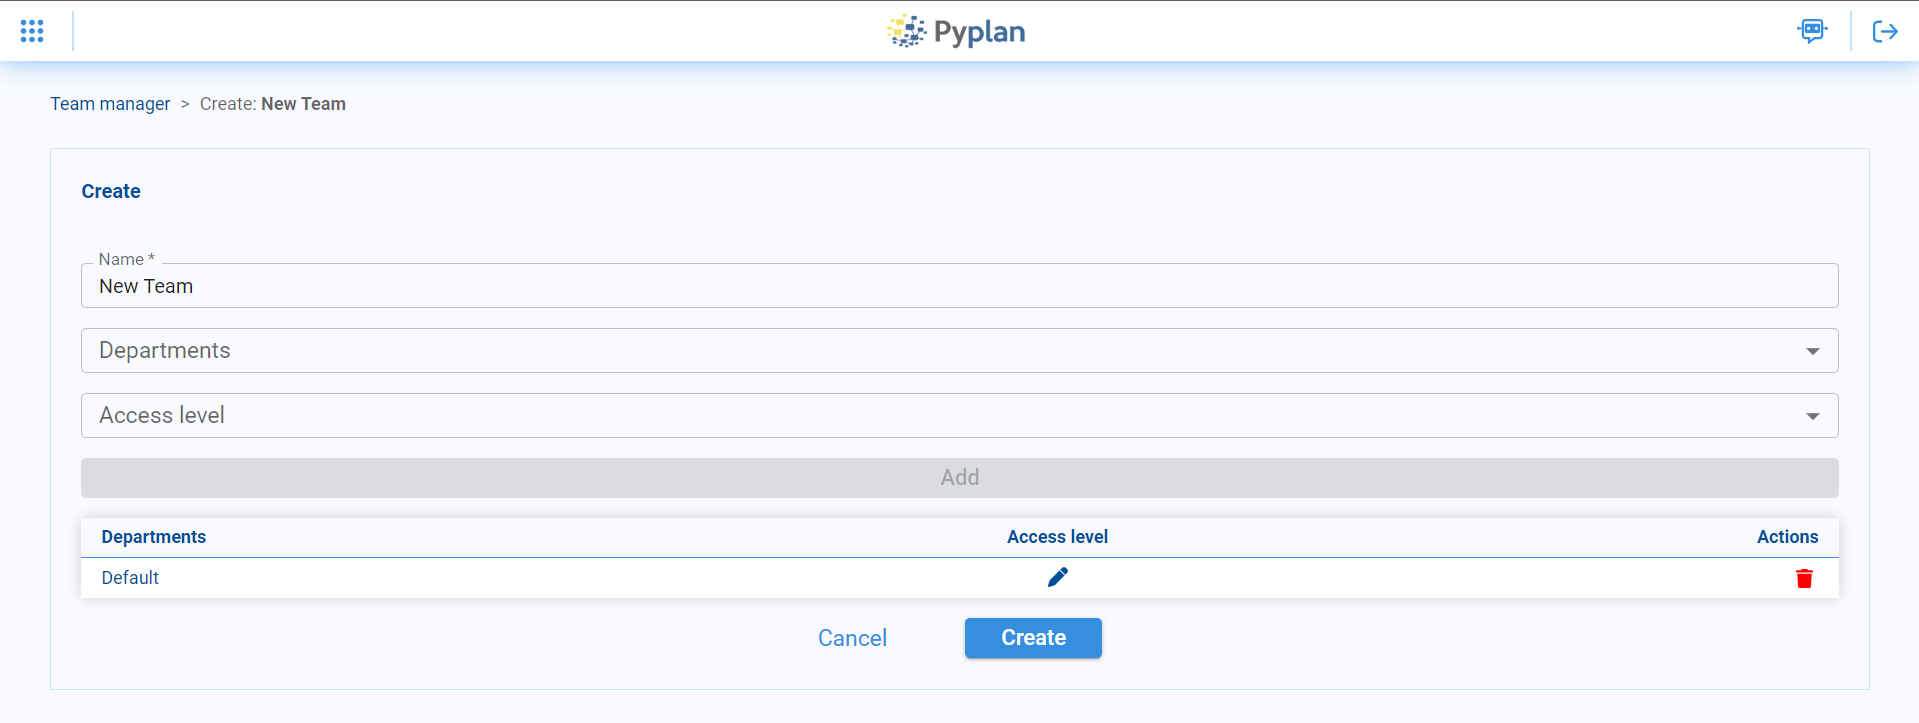 Pyplan
Team manager > Create: New Team
Create
Name *
New Team
Departments
Access level
Add
Departments Access level Actions
Default
Cancel Create